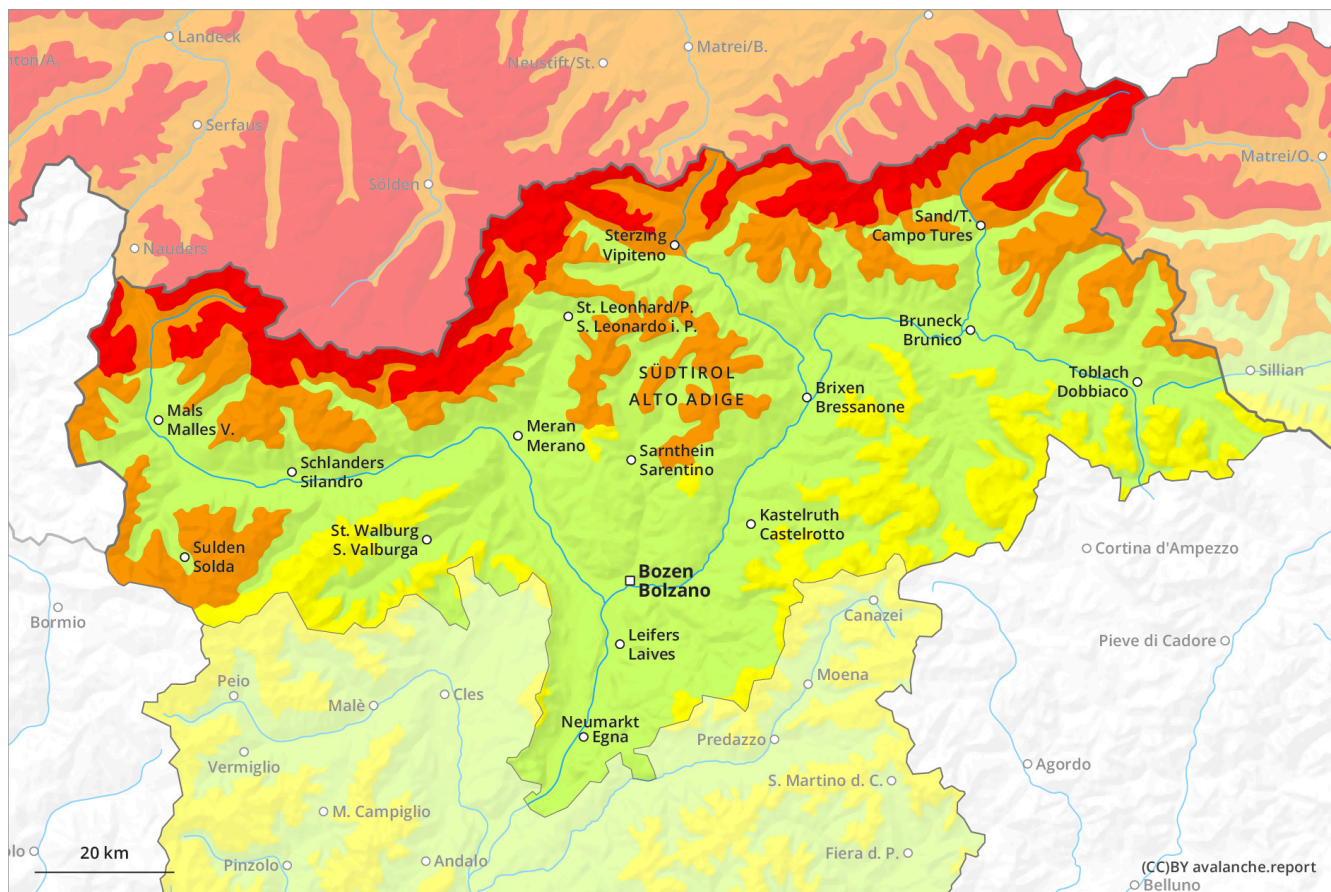 Landeck
ton/A.
Neustift/St.
Matrei/B.
Serfaus
Matrei/O.
Sölden
Nauders
Sand/T.
Campo Tures
Sterzing
Vipiteno
St. Leonhard/P.
S. Leonardo i. P.
Bruneck
Brunico
SÜDTIROL
ALTO ADIGE
Toblach
Dobbiaco
Sillian
Brixen
Bressanone
Mals
Malles V.
Meran
Merano
Schlanders
Silandro
Sarnthein
Sarentino
Kastelruth
Castelrotto
St. Walburg
S. Valburga
Sulden
Solda
Cortina d'Ampezzo
Bozen
Bolzano
Bormio
Canazei
Leifers
Laives
Pieve di Cadore
Peio
Malè
Cles
Moena
Neumarkt
Egna
Predazzo
Vermiglio
Agordo
S. Martino d. C.
M. Campiglio
olo
20 km
Pinzolo
Andalo
Fiera d. P.
(CC)BY avalanche.report
Belluno